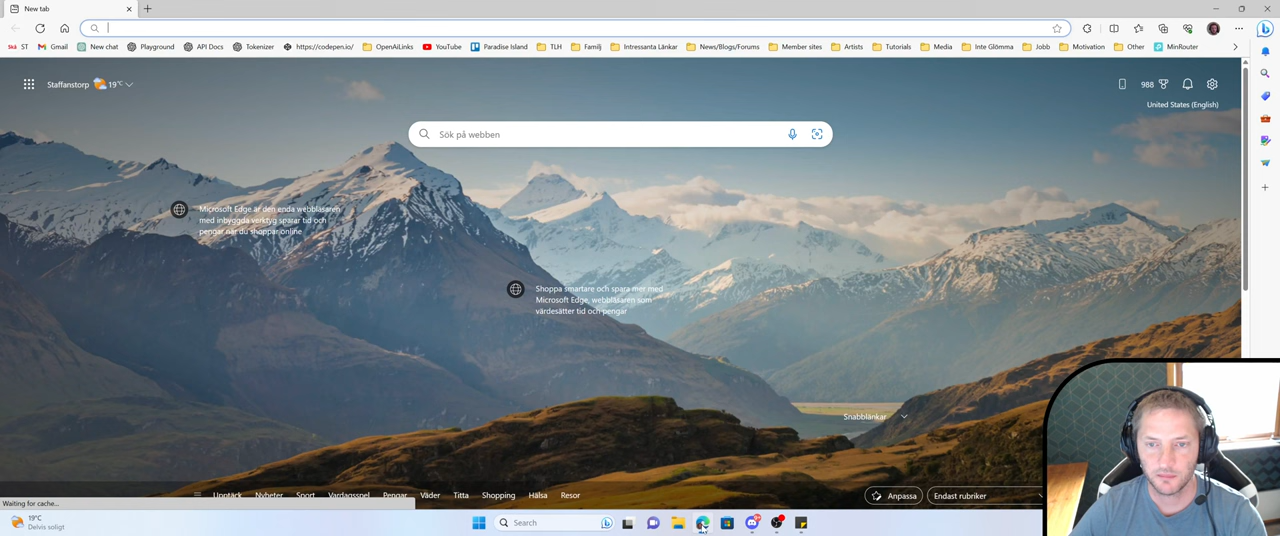 New tab
Skå ST
Gmail
New chat
Playground
API Docs
Tokenizer
https://codepen.io/
OpenAiLinks
YouTube
Paradise Island
TLH
Familj
Intressanta Länkar
News/Blogs/Forums
Member sites
Artists
Tutorials
Media
Inte Glömma
Jobb
Motivation
Other
MinRouter
Staffanstorp 19°C
988
United States (English)
Sök på webben
Microsoft Edge är den enda webbläsaren
med inbyggda verktyg sparar tid och
pengar när du shoppar online
Shoppa smartare och spara mer med
Microsoft Edge, webbläsaren som
värdesätter tid och pengar
Snabblänkar
Upptäck
Nyheter
Sport
Vardagssnel
Pengar
Väder
Titta
Shopping
Hälsa
Resor
Anpassa
Endast rubriker
Waiting for cache...
19°C
Delvis soligt
Search